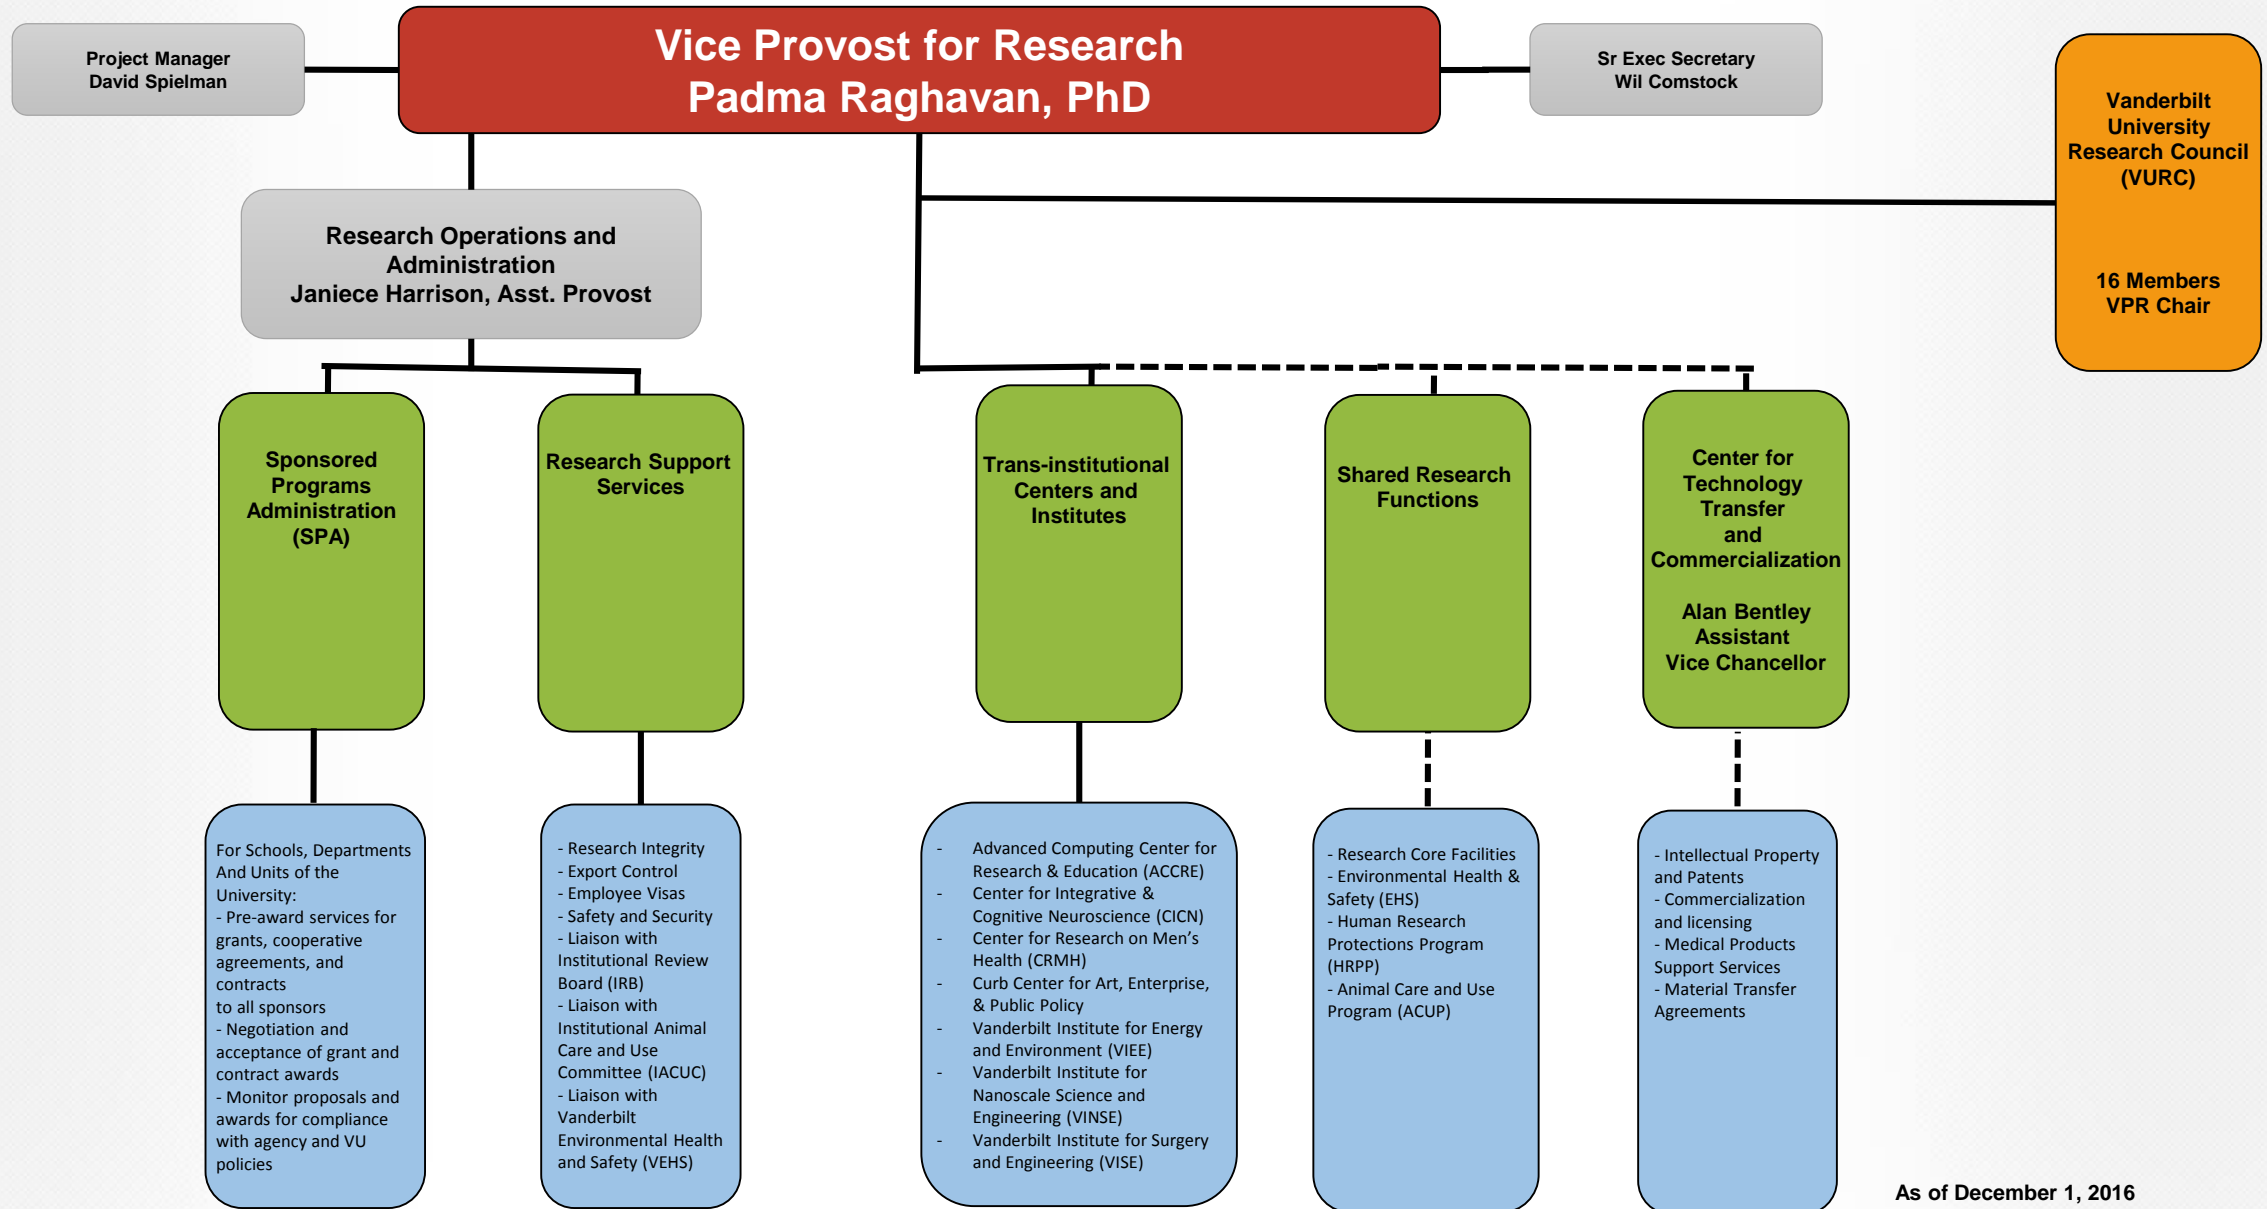 Project Manager
David Spielman
Vice Provost for Research
Padma Raghavan, PhD
Sr Exec Secretary
Wil Comstock
Vanderbilt
University
Research Council
(VURC)
16 Members
VPR Chair
Research Operations and
Administration
Janiece Harrison, Asst. Provost
Sponsored
Programs
Administration
(SPA)
Research Support
Services
Trans-institutional
Centers and
Institutes
Shared Research
Functions
Center for
Technology
Transfer
and
Commercialization
Alan Bentley
Assistant
Vice Chancellor
For Schools, Departments
And Units of the
University:
- Pre-award services for
grants, cooperative
agreements, and
contracts
to all sponsors
- Negotiation and
acceptance of grant and
contract awards
- Monitor proposals and
awards for compliance
with agency and VU
policies
- Research Integrity
- Export Control
- Employee Visas
- Safety and Security
- Liaison with
Institutional Review
Board (IRB)
- Liaison with
Institutional Animal
Care and Use
Committee (IACUC)
- Liaison with
Vanderbilt
Environmental Health
and Safety (VEHS)
- Advanced Computing Center for
Research & Education (ACCRE)
- Center for Integrative &
Cognitive Neuroscience (CICN)
- Center for Research on Men’s
Health (CRMH)
- Curb Center for Art, Enterprise,
& Public Policy
- Vanderbilt Institute for Energy
and Environment (VIEE)
- Vanderbilt Institute for
Nanoscale Science and
Engineering (VINSE)
- Vanderbilt Institute for Surgery
and Engineering (VISE)
- Research Core Facilities
- Environmental Health &
Safety (EHS)
- Human Research
Protections Program
(HRPP)
- Animal Care and Use
Program (ACUP)
- Intellectual Property
and Patents
- Commercialization
and licensing
- Medical Products
Support Services
- Material Transfer
Agreements
As of December 1, 2016